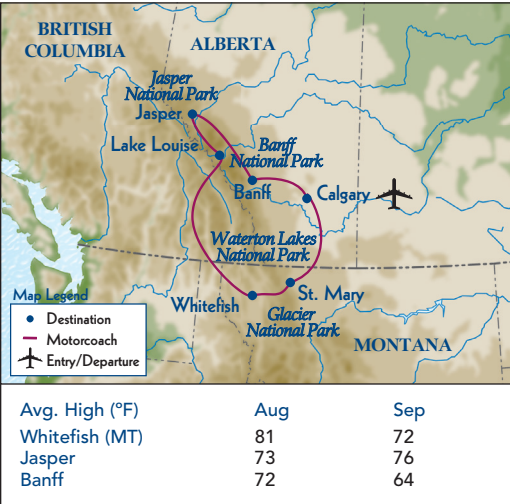 BRITISH
COLUMBIA
ALBERTA
Jasper
National Park
Jasper
Lake Louise
Banff
National Park
Banff
Calgary
Waterton Lakes
National Park
Whitefish
St. Mary
Glacier
National Park
MONTANA
Map Legend
Destination
Motorcoach
Entry/Departure
Avg. High (ºF) Aug Sep
Whitefish (MT) 81 72
Jasper 73 76
Banff 72 64